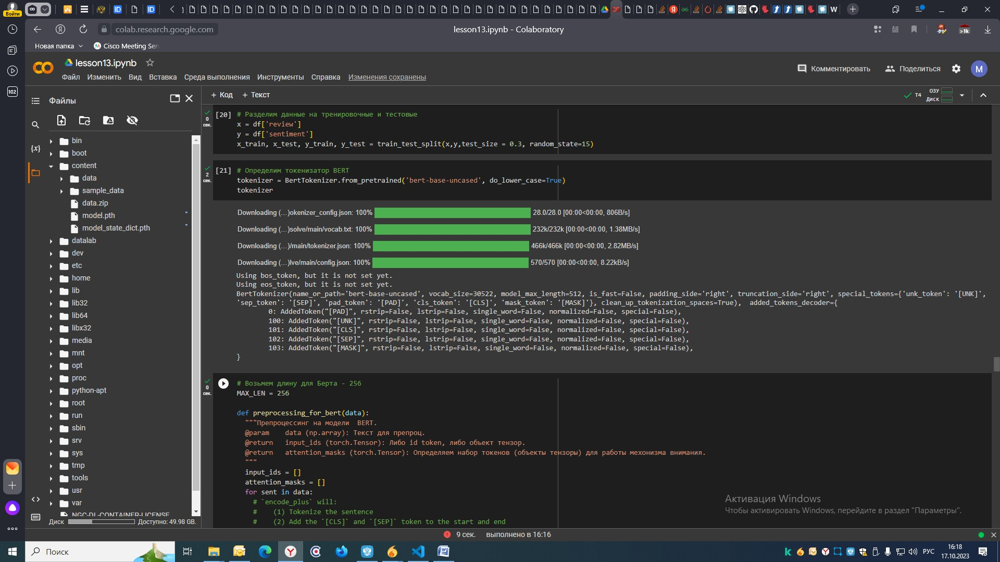 Войти
colab.research.google.com
lesson13.ipynb - Colaboratory
>1k
W
Новая папка
Cisco Meeting Ser
102
lesson13.ipynb
Комментировать
Поделиться
M
Файл Изменить Вид Вставка Среда выполнения Инструменты Справка Изменения сохранены
Файлы
+ Код + Текст
T4
ОЗУ
Диск
bin
boot
content
data
sample_data
data.zip
model.pth
model_state_dict.pth
datalab
dev
etc
home
lib
lib32
lib64
libx32
media
mnt
opt
proc
python-apt
root
run
sbin
srv
sys
tmp
tools
usr
var
NGC-DL-CONTAINER-LICENSE
Диск Доступно: 49.98 GB.
0
сек.
[20] # Разделим данные на тренировочные и тестовые
x = df['review']
y = df['sentiment']
x_train, x_test, y_train, y_test = train_test_split(x,y,test_size = 0.3, random_state=15)
2
сек.
[21] # Определим токенизатор BERT
tokenizer = BertTokenizer.from_pretrained('bert-base-uncased', do_lower_case=True)
tokenizer
Downloading (…)okenizer_config.json: 100% 28.0/28.0 [00:00<00:00, 806B/s]
Downloading (…)solve/main/vocab.txt: 100% 232k/232k [00:00<00:00, 1.38MB/s]
Downloading (…)/main/tokenizer.json: 100% 466k/466k [00:00<00:00, 2.82MB/s]
Downloading (…)lve/main/config.json: 100% 570/570 [00:00<00:00, 8.22kB/s]
Using bos_token, but it is not set yet.
Using eos_token, but it is not set yet.
BertTokenizer(name_or_path='bert-base-uncased', vocab_size=30522, model_max_length=512, is_fast=False, padding_side='right', truncation_side='right', special_tokens={'unk_token': '[UNK]',
'sep_token': '[SEP]', 'pad_token': '[PAD]', 'cls_token': '[CLS]', 'mask_token': '[MASK]'}, clean_up_tokenization_spaces=True), added_tokens_decoder={
0: AddedToken("[PAD]", rstrip=False, lstrip=False, single_word=False, normalized=False, special=False),
100: AddedToken("[UNK]", rstrip=False, lstrip=False, single_word=False, normalized=False, special=False),
101: AddedToken("[CLS]", rstrip=False, lstrip=False, single_word=False, normalized=False, special=False),
102: AddedToken("[SEP]", rstrip=False, lstrip=False, single_word=False, normalized=False, special=False),
103: AddedToken("[MASK]", rstrip=False, lstrip=False, single_word=False, normalized=False, special=False),
}
0
сек.
# Возьмем длину для Берта - 256
MAX_LEN = 256
def preprocessing_for_bert(data):
"""Препроцессинг на модели BERT.
@param data (np.array): Текст для препроц.
@return input_ids (torch.Tensor): Либо id token, либо объект тензор.
@return attention_masks (torch.Tensor): Определяем набор токенов (объекты тензоры) для работы мехонизма внимания.
"""
input_ids = []
attention_masks = []
for sent in data:
# `encode_plus` will:
# (1) Tokenize the sentence
# (2) Add the `[CLS]` and `[SEP]` token to the start and end
Активация Windows
Чтобы активировать Windows, перейдите в раздел "Параметры".
9 сек. выполнено в 16:16
Поиск
РУС
16:18
17.10.2023